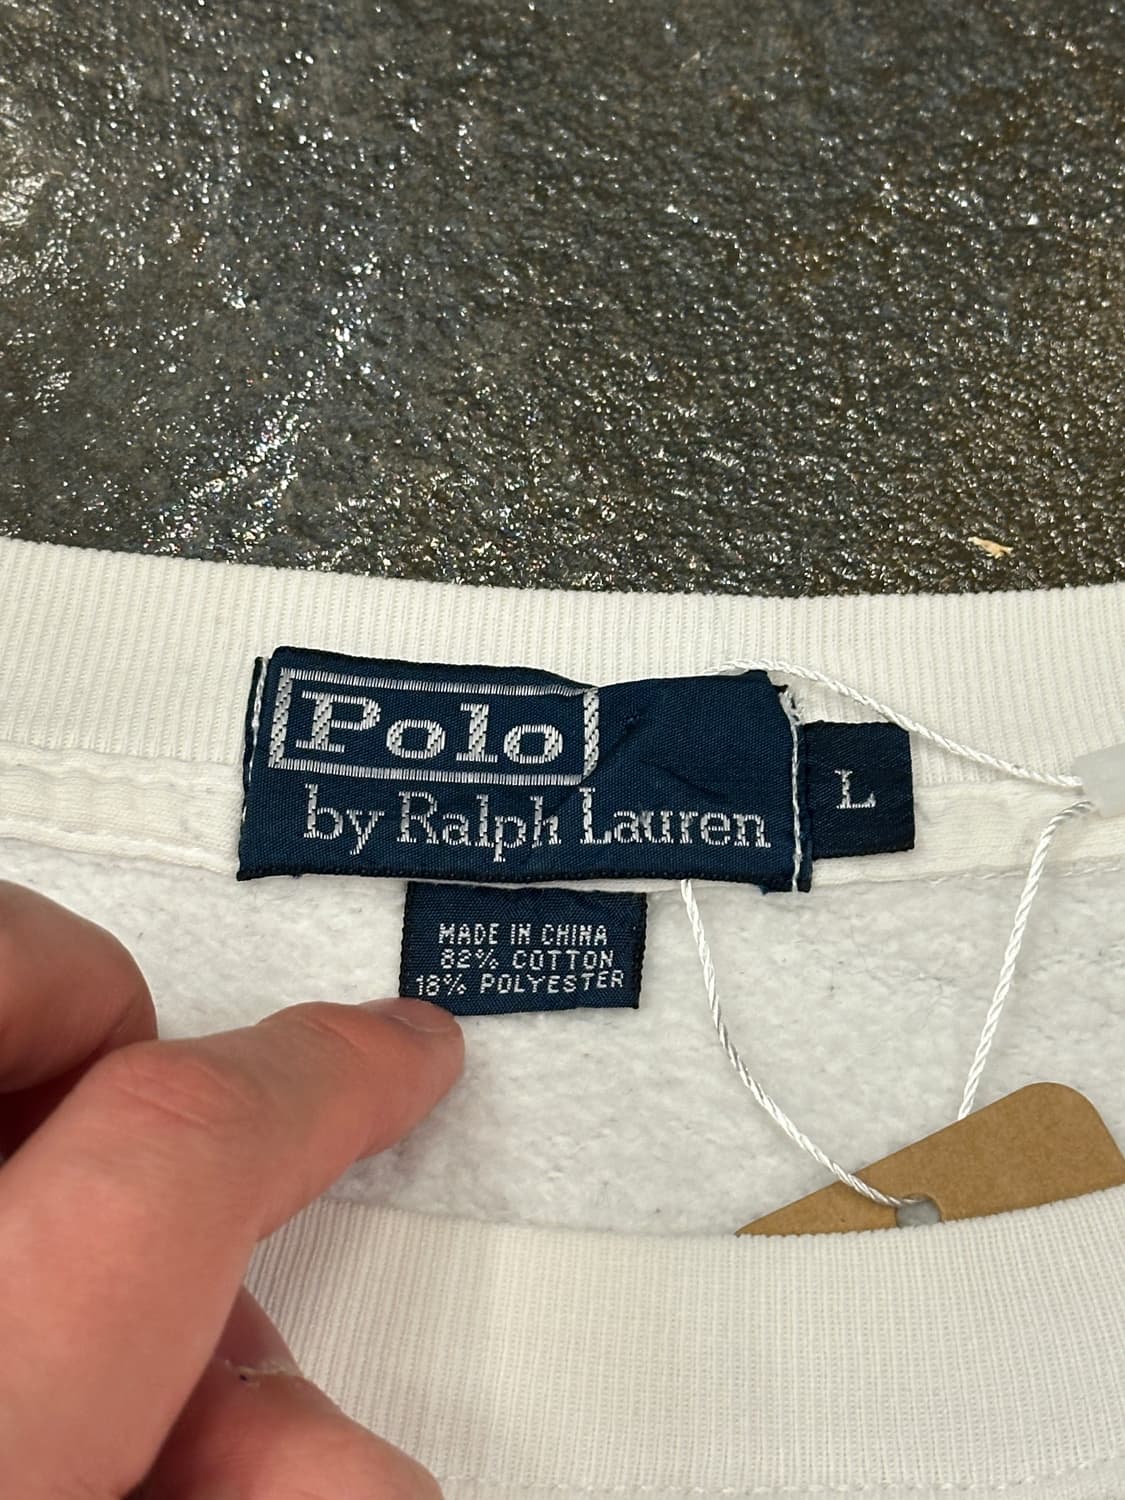 Polo
by Ralph Lauren
L
MADE IN CHINA
82% COTTON
18% POLYESTER